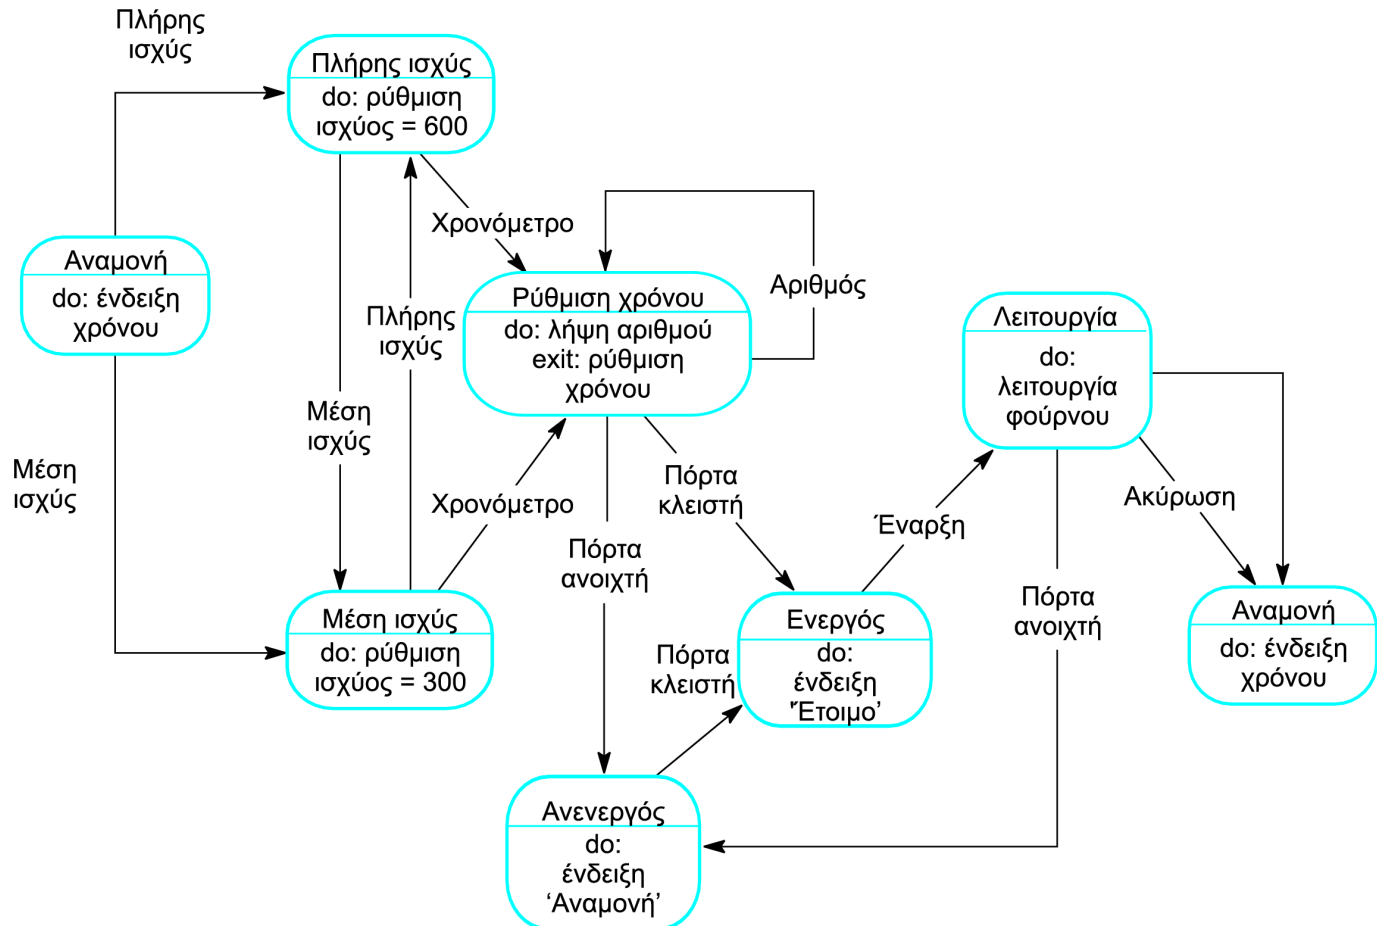 Πλήρης
ισχύς
Πλήρης ισχύς
do: ρύθμιση
ισχύος = 600
Χρονόμετρο
Αναμονή
do: ένδειξη
χρόνου
Πλήρης
ισχύς
Ρύθμιση χρόνου
do: λήψη αριθμού
exit: ρύθμιση
χρόνου
Αριθμός
Λειτουργία
do:
λειτουργία
φούρνου
Μέση
ισχύς
Μέση
ισχύς
Χρονόμετρο
Πόρτα
κλειστή
Πόρτα
ανοιχτή
Έναρξη
Ακύρωση
Πόρτα
ανοιχτή
Μέση ισχύς
do: ρύθμιση
ισχύος = 300
Πόρτα
κλειστή
Ενεργός
do:
ένδειξη
'Έτοιμο’
Αναμονή
do: ένδειξη
χρόνου
Ανενεργός
do:
ένδειξη
‘Αναμονή’